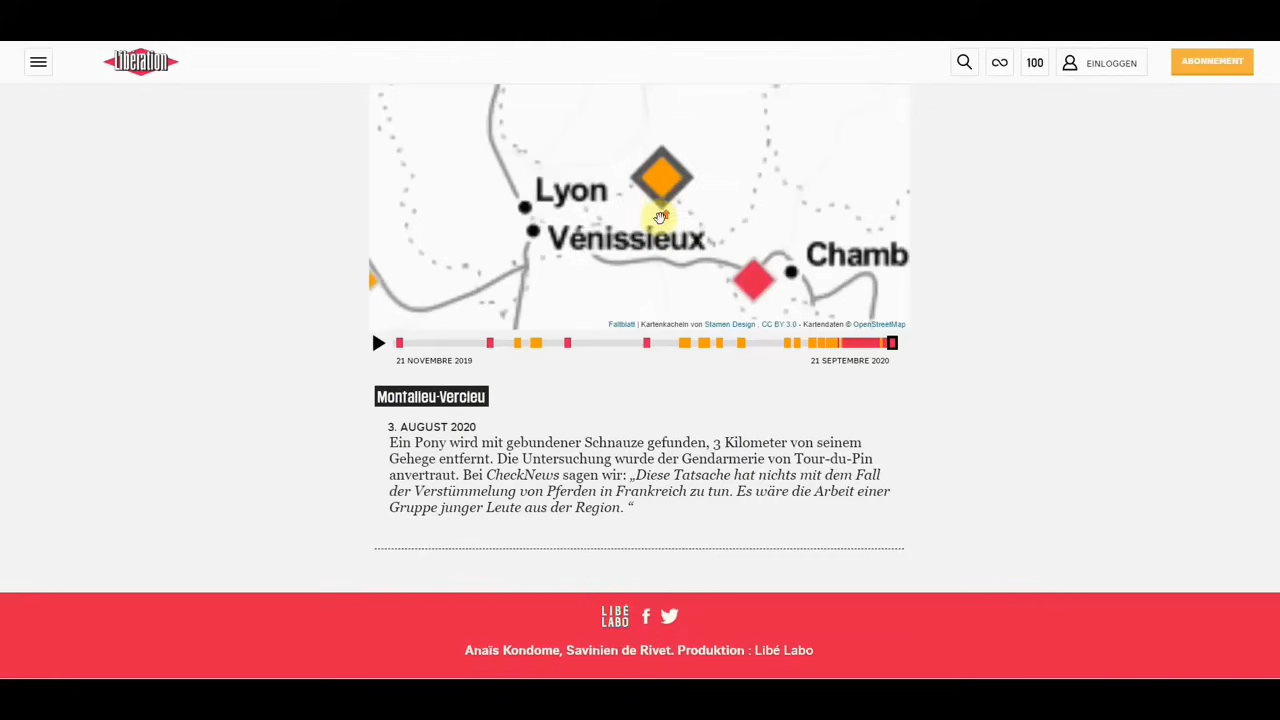 Libération
100
EINLOGGEN
ABONNEMENT
Lyon
Vénissieux
Chamb
Faltblatt | Kartenkacheln von Stamen Design , CC BY 3.0 - Kartendaten © OpenStreetMap
21 NOVEMBRE 2019
21 SEPTEMBRE 2020
Montalieu-Vercieu
3. AUGUST 2020
Ein Pony wird mit gebundener Schnauze gefunden, 3 Kilometer von seinem
Gehege entfernt. Die Untersuchung wurde der Gendarmerie von Tour-du-Pin
anvertraut. Bei CheckNews sagen wir: „Diese Tatsache hat nichts mit dem Fall
der Verstümmelung von Pferden in Frankreich zu tun. Es wäre die Arbeit einer
Gruppe junger Leute aus der Region. “
LIBÉ
LABO
Anaïs Kondome, Savinien de Rivet. Produktion : Libé Labo